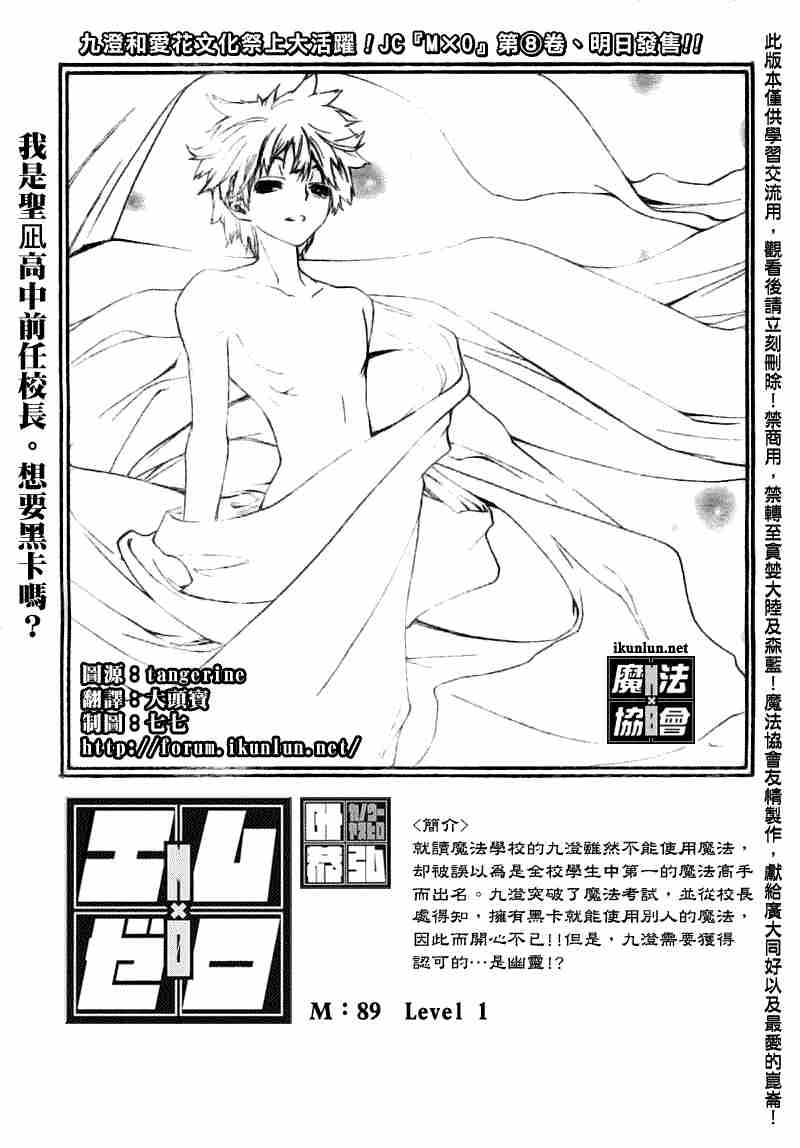 九澄和愛花文化祭上大活躍！JC『M×0』第⑧卷、明日發售!!
此版本僅供學習交流用，觀看後請立刻刪除！禁商用，禁轉至貪婪大陸及森藍！魔法協會友情製作，獻給廣大同好以及最愛的崑崙！
我是聖凪高中前任校長。想要黑卡嗎？
圖源：tangerine
翻譯：大頭寶
制圖：七七
http://forum.ikunlun.net/
ikunlun.net
魔法
M×0
協會
エム
M×0
ゼロ
叶恭弘
<簡介>
就讀魔法學校的九澄雖然不能使用魔法，
却被誤以為是全校學生中第一的魔法高手
而出名。九澄突破了魔法考試，並從校長
處得知，擁有黑卡就能使用別人的魔法，
因此而開心不已!!但是，九澄需要獲得
認可的…是幽靈!?
M：89 Level 1